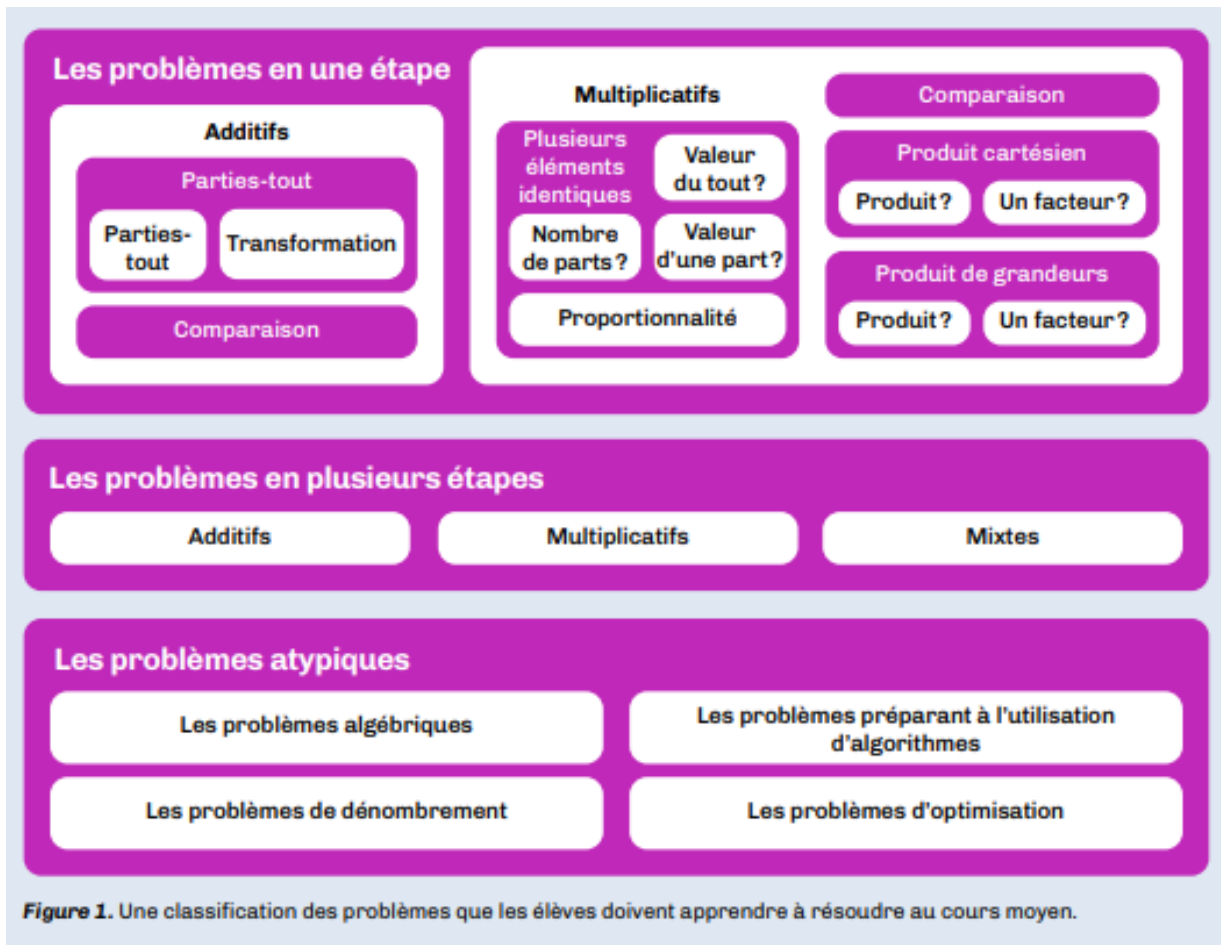 Les problèmes en une étape
Additifs
Parties-tout
Parties-
tout
Transformation
Comparaison
Multiplicatifs
Plusieurs
éléments
identiques
Valeur
du tout ?
Nombre
de parts ?
Valeur
d'une part ?
Proportionnalité
Comparaison
Produit cartésien
Produit ?
Un facteur ?
Produit de grandeurs
Produit ?
Un facteur ?
Les problèmes en plusieurs étapes
Additifs
Multiplicatifs
Mixtes
Les problèmes atypiques
Les problèmes algébriques
Les problèmes préparant à l'utilisation
d'algorithmes
Les problèmes de dénombrement
Les problèmes d'optimisation
Figure 1. Une classification des problèmes que les élèves doivent apprendre à résoudre au cours moyen.